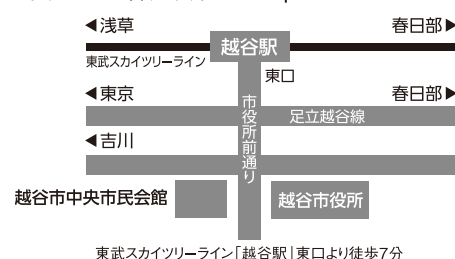 ◀浅草
春日部▶
越谷駅
東武スカイツリーライン
東口
◀東京
春日部▶
足立越谷線
市役所前通り
◀吉川
越谷市中央市民会館
越谷市役所
東武スカイツリーライン「越谷駅」東口より徒歩7分